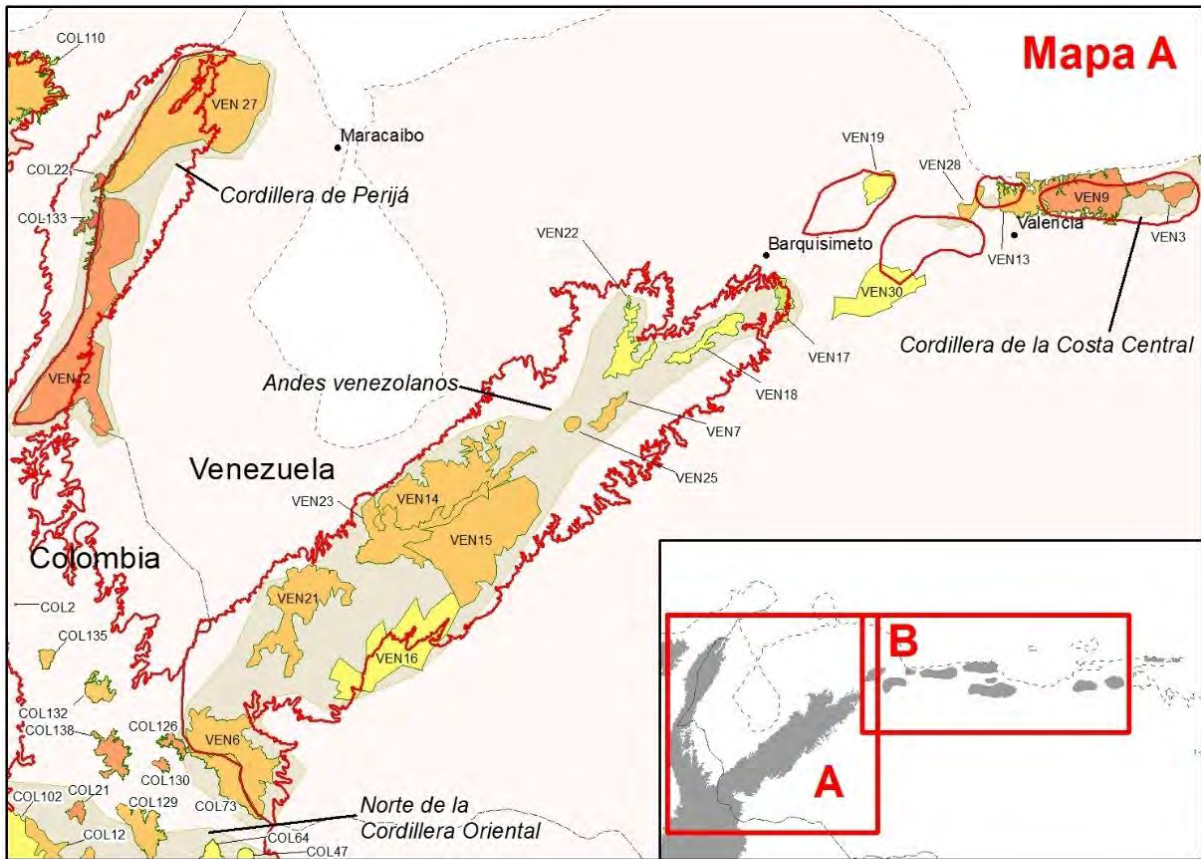 Mapa A
COL110
VEN 27
Maracaibo
COL22
Cordillera de Perijá
COL133
VEN19
VEN28
VEN9
Valencia
VEN3
VEN13
VEN22
Barquisimeto
VEN30
VEN12
VEN17
Cordillera de la Costa Central
Andes venezolanos
VEN18
VEN7
Venezuela
VEN25
VEN23
VEN14
VEN15
Colombia
COL2
VEN21
COL135
VEN16
COL132
COL138
COL126
VEN6
COL130
COL102
COL21
COL129
COL73
COL12
Norte de la
Cordillera Oriental
COL64
COL47
B
A